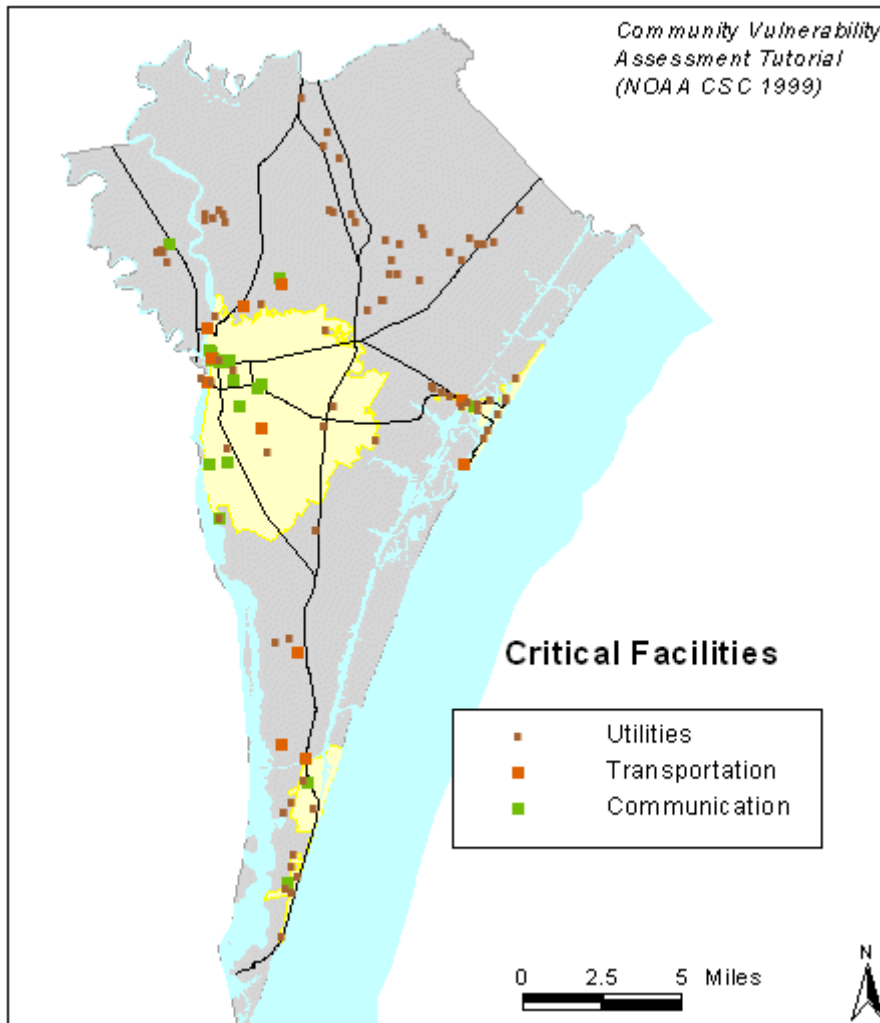 Community Vulnerability
Assessment Tutorial
(NOAA CSC 1999)
Critical Facilities
Utilities
Transportation
Communication
0 2.5 5 Miles
N